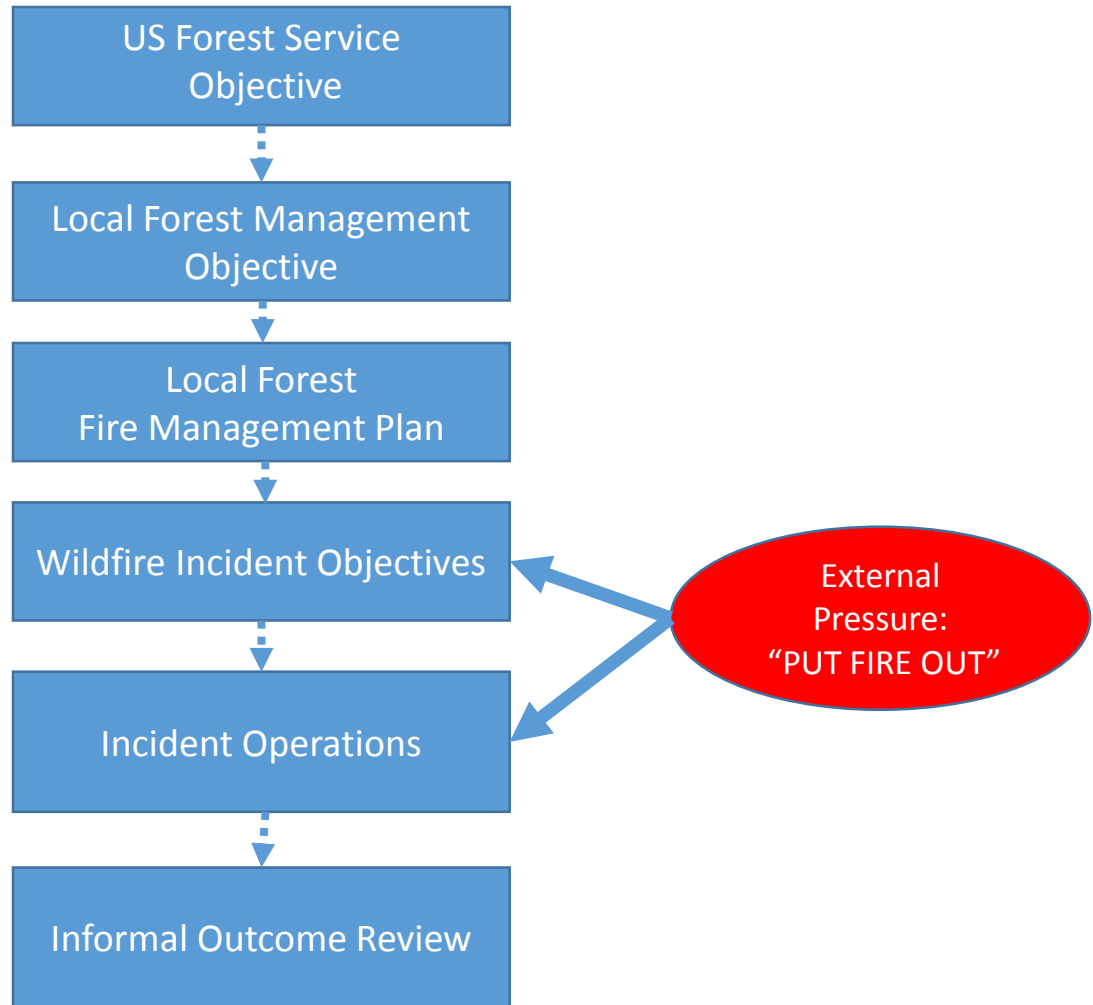 US Forest Service
Objective
Local Forest Management
Objective
Local Forest
Fire Management Plan
Wildfire Incident Objectives
External
Pressure:
“PUT FIRE OUT”
Incident Operations
Informal Outcome Review